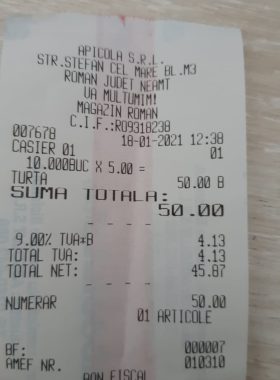 APICOLA S.R.L.
STR.STEFAN CEL MARE BL.M3
ROMAN JUDET NEAMT
VA MULTUMIM!
MAGAZIN ROMAN
C.I.F.:RO9318238
007678 18-01-2021 12:38
CASIER 01 01
10.000BUC X 5.00 =
TURTA 50.00 B
SUMA TOTALA:
50.00
- - - -
9.00% TVA*B 4.13
TOTAL TVA: 4.13
TOTAL NET: 45.87
- - - -
NUMERAR 50.00
01 ARTICOLE
- - - -
BF: 000007
AMEF NR. 010310
BON FISCAL